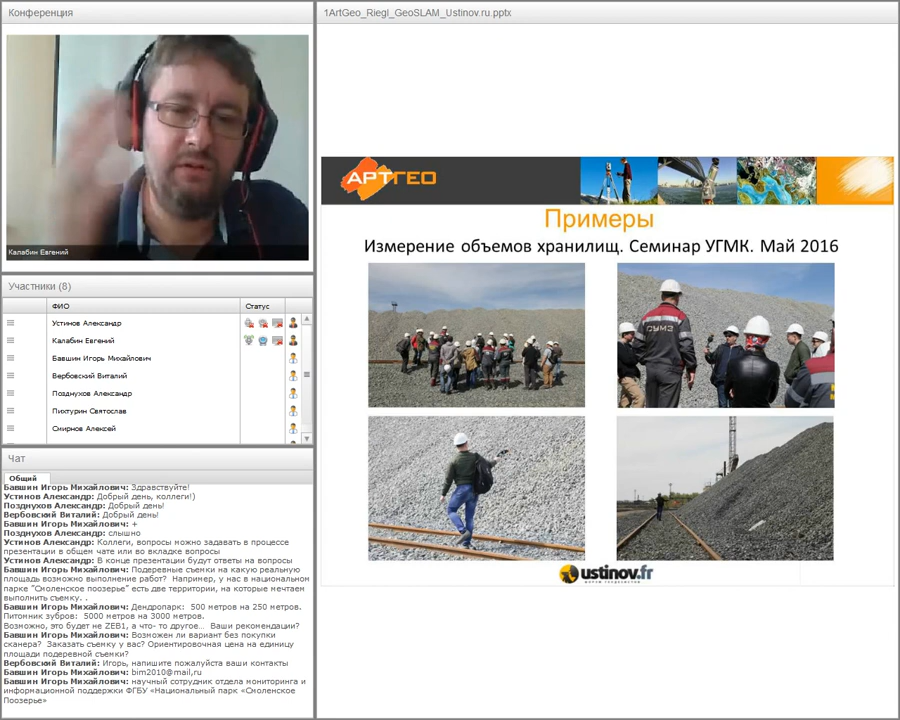 Конференция
Калабин Евгений
Участники (8)
ФИО Статус
Устинов Александр
Калабин Евгений
Бавшин Игорь Михайлович
Вербовский Виталий
Позднухов Александр
Пихтурин Святослав
Смирнов Алексей
Чат
Общий
Бавшин Игорь Михайлович: Здравствуйте!
Устинов Александр: Добрый день, коллеги!)
Позднухов Александр: Добрый день!
Вербовский Виталий: Добрый день!
Бавшин Игорь Михайлович: +
Позднухов Александр: слышно
Устинов Александр: Коллеги, вопросы можно задавать в процессе
презентации в общем чате или во вкладке вопросы
Устинов Александр: В конце презентации будут ответы на вопросы
Бавшин Игорь Михайлович: Подеревные съемки на какую реальную
площадь возможно выполнение работ? Например, у нас в национальном
парке "Смоленское поозерье" есть две территории, на которые мечтаем
выполнить съемку. .
Бавшин Игорь Михайлович: Дендропарк: 500 метров на 250 метров.
Питомник зубров: 5000 метров на 3000 метров.
Возможно, это будет не ZEB1, а что- то другое... Ваши рекомендации?
Бавшин Игорь Михайлович: Возможен ли вариант без покупки
сканера? Заказать съемку у вас? Ориентировочная цена на единицу
площади подеревной съемки?
Вербовский Виталий: Игорь, напишите пожалуйста ваши контакты
Бавшин Игорь Михайлович: bim2010@mail,ru
Бавшин Игорь Михайлович: научный сотрудник отдела мониторинга и
информационной поддержки ФГБУ «Национальный парк «Смоленское
Поозерье»
1ArtGeo_Riegl_GeoSLAM_Ustinov.ru.pptx
АРТГЕО
Примеры
Измерение объемов хранилищ. Семинар УГМК. Май 2016
СУМЗ
ustinov.fr